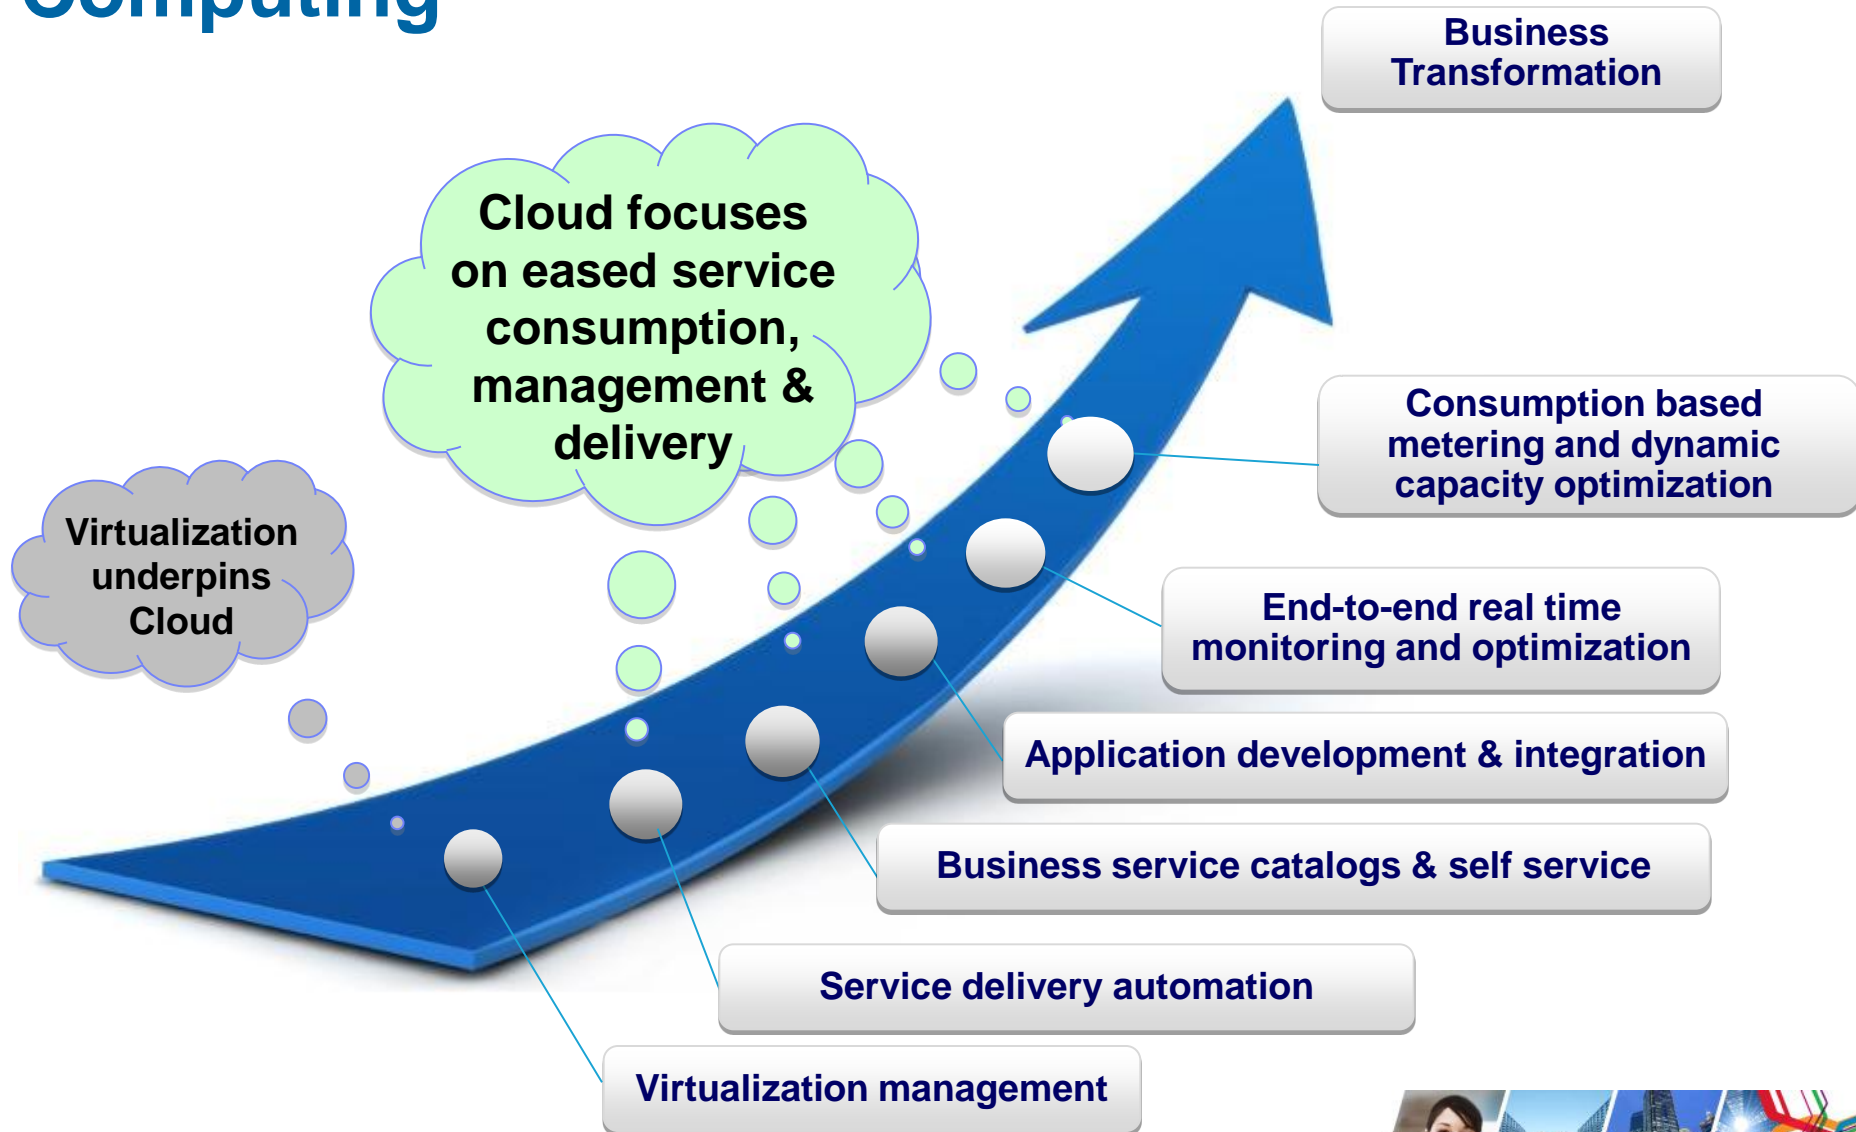 Computing
Business
Transformation
Cloud focuses
on eased service
consumption,
management &
delivery
Consumption based
metering and dynamic
capacity optimization
Virtualization
underpins
Cloud
End-to-end real time
monitoring and optimization
Application development & integration
Business service catalogs & self service
Service delivery automation
Virtualization management